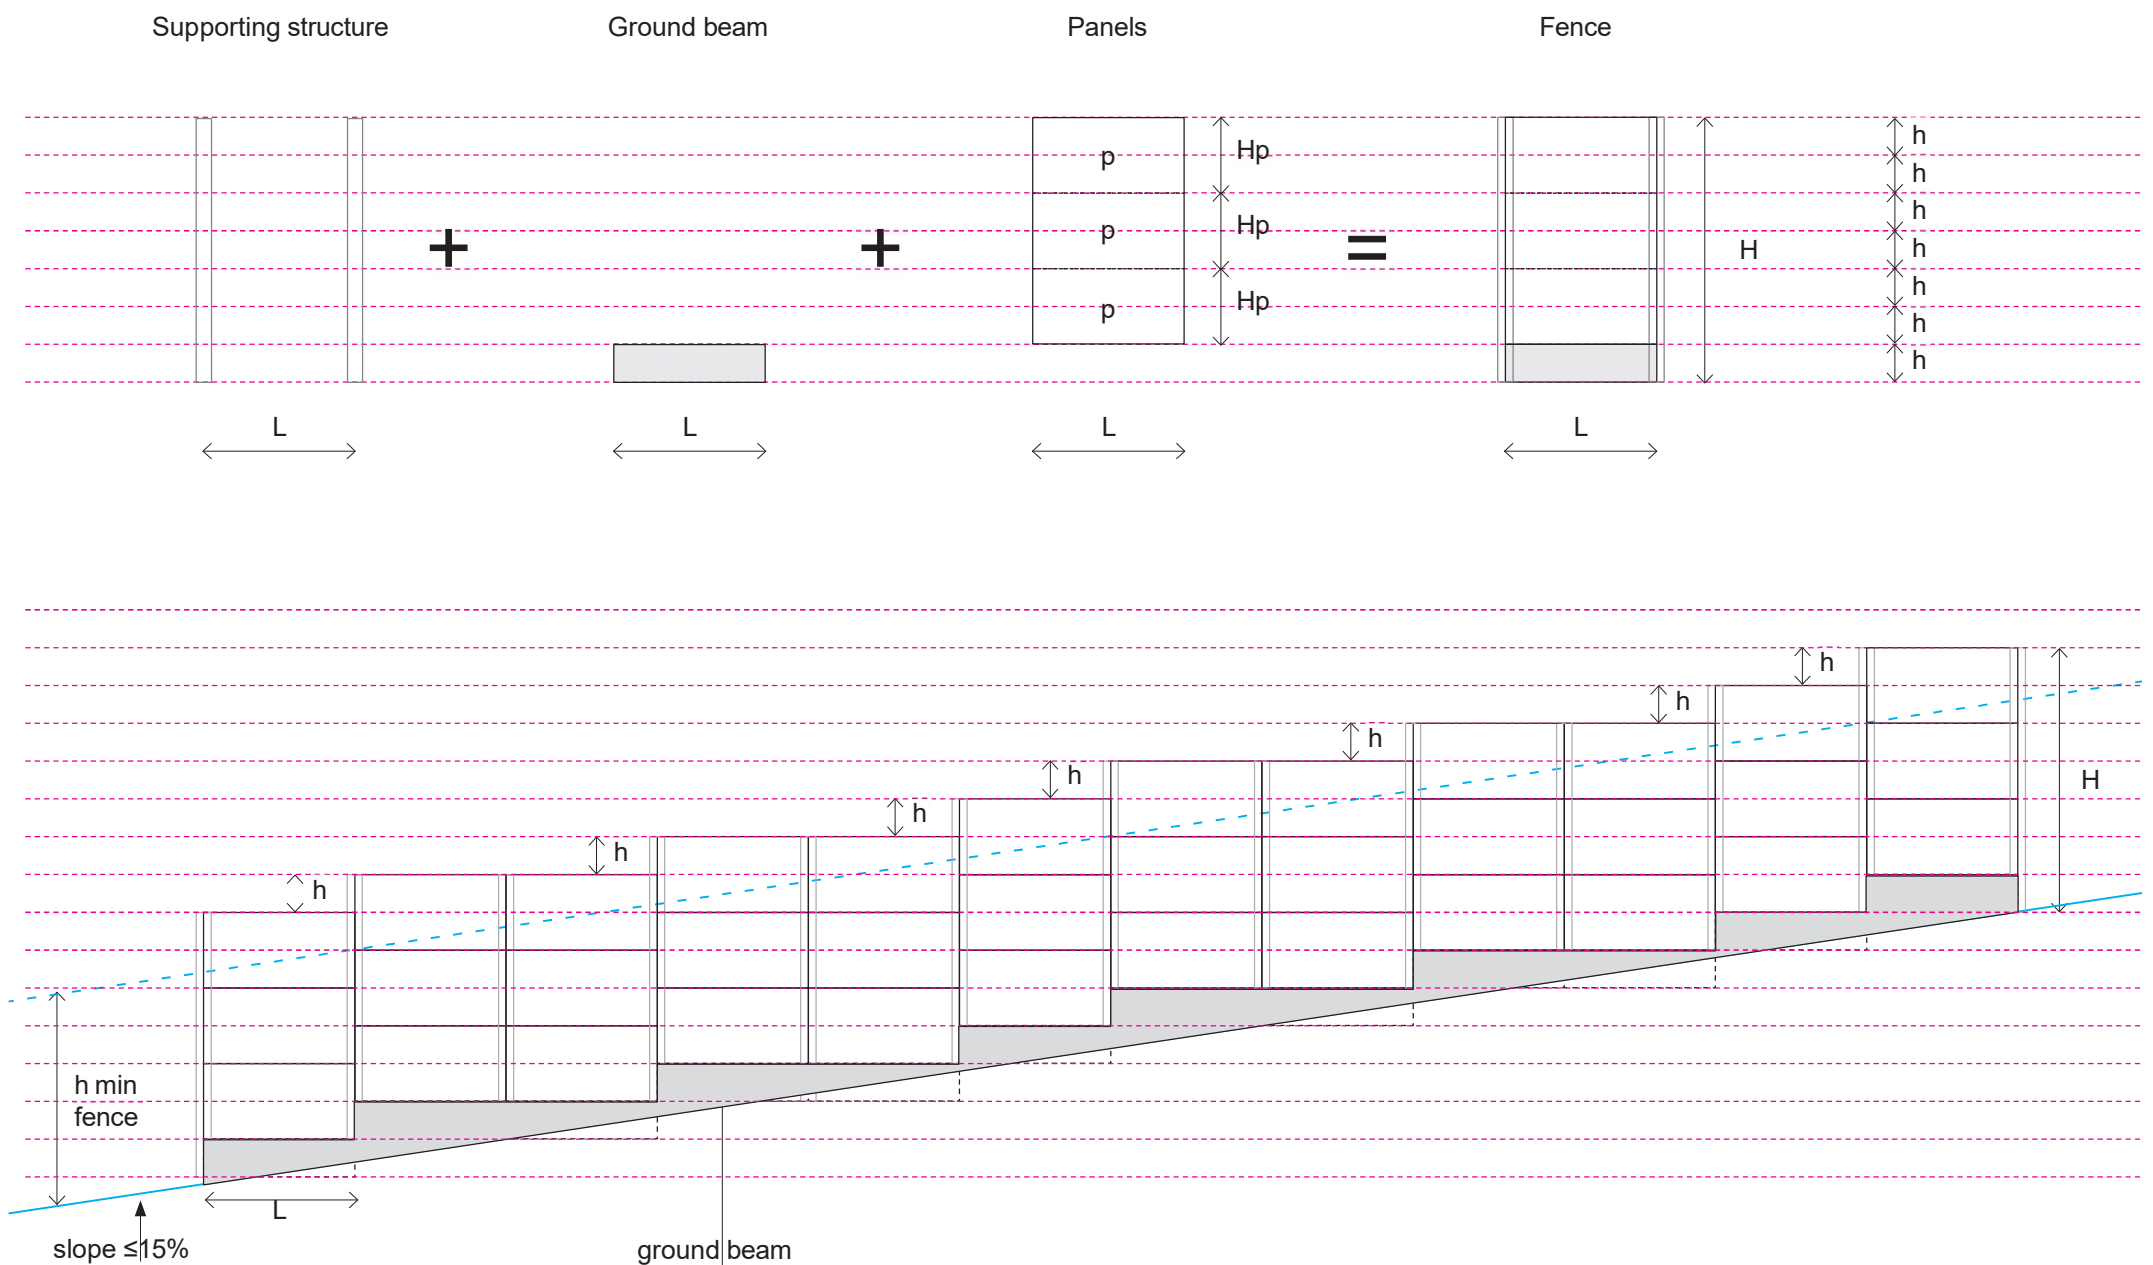 Supporting structure
Ground beam
Panels
Fence
p
p
p
Hp
Hp
Hp
H
h
h
h
h
h
h
h
L
L
L
L
h
h
h
h
h
h
h
h
H
h min
fence
L
slope ≤15%
ground beam